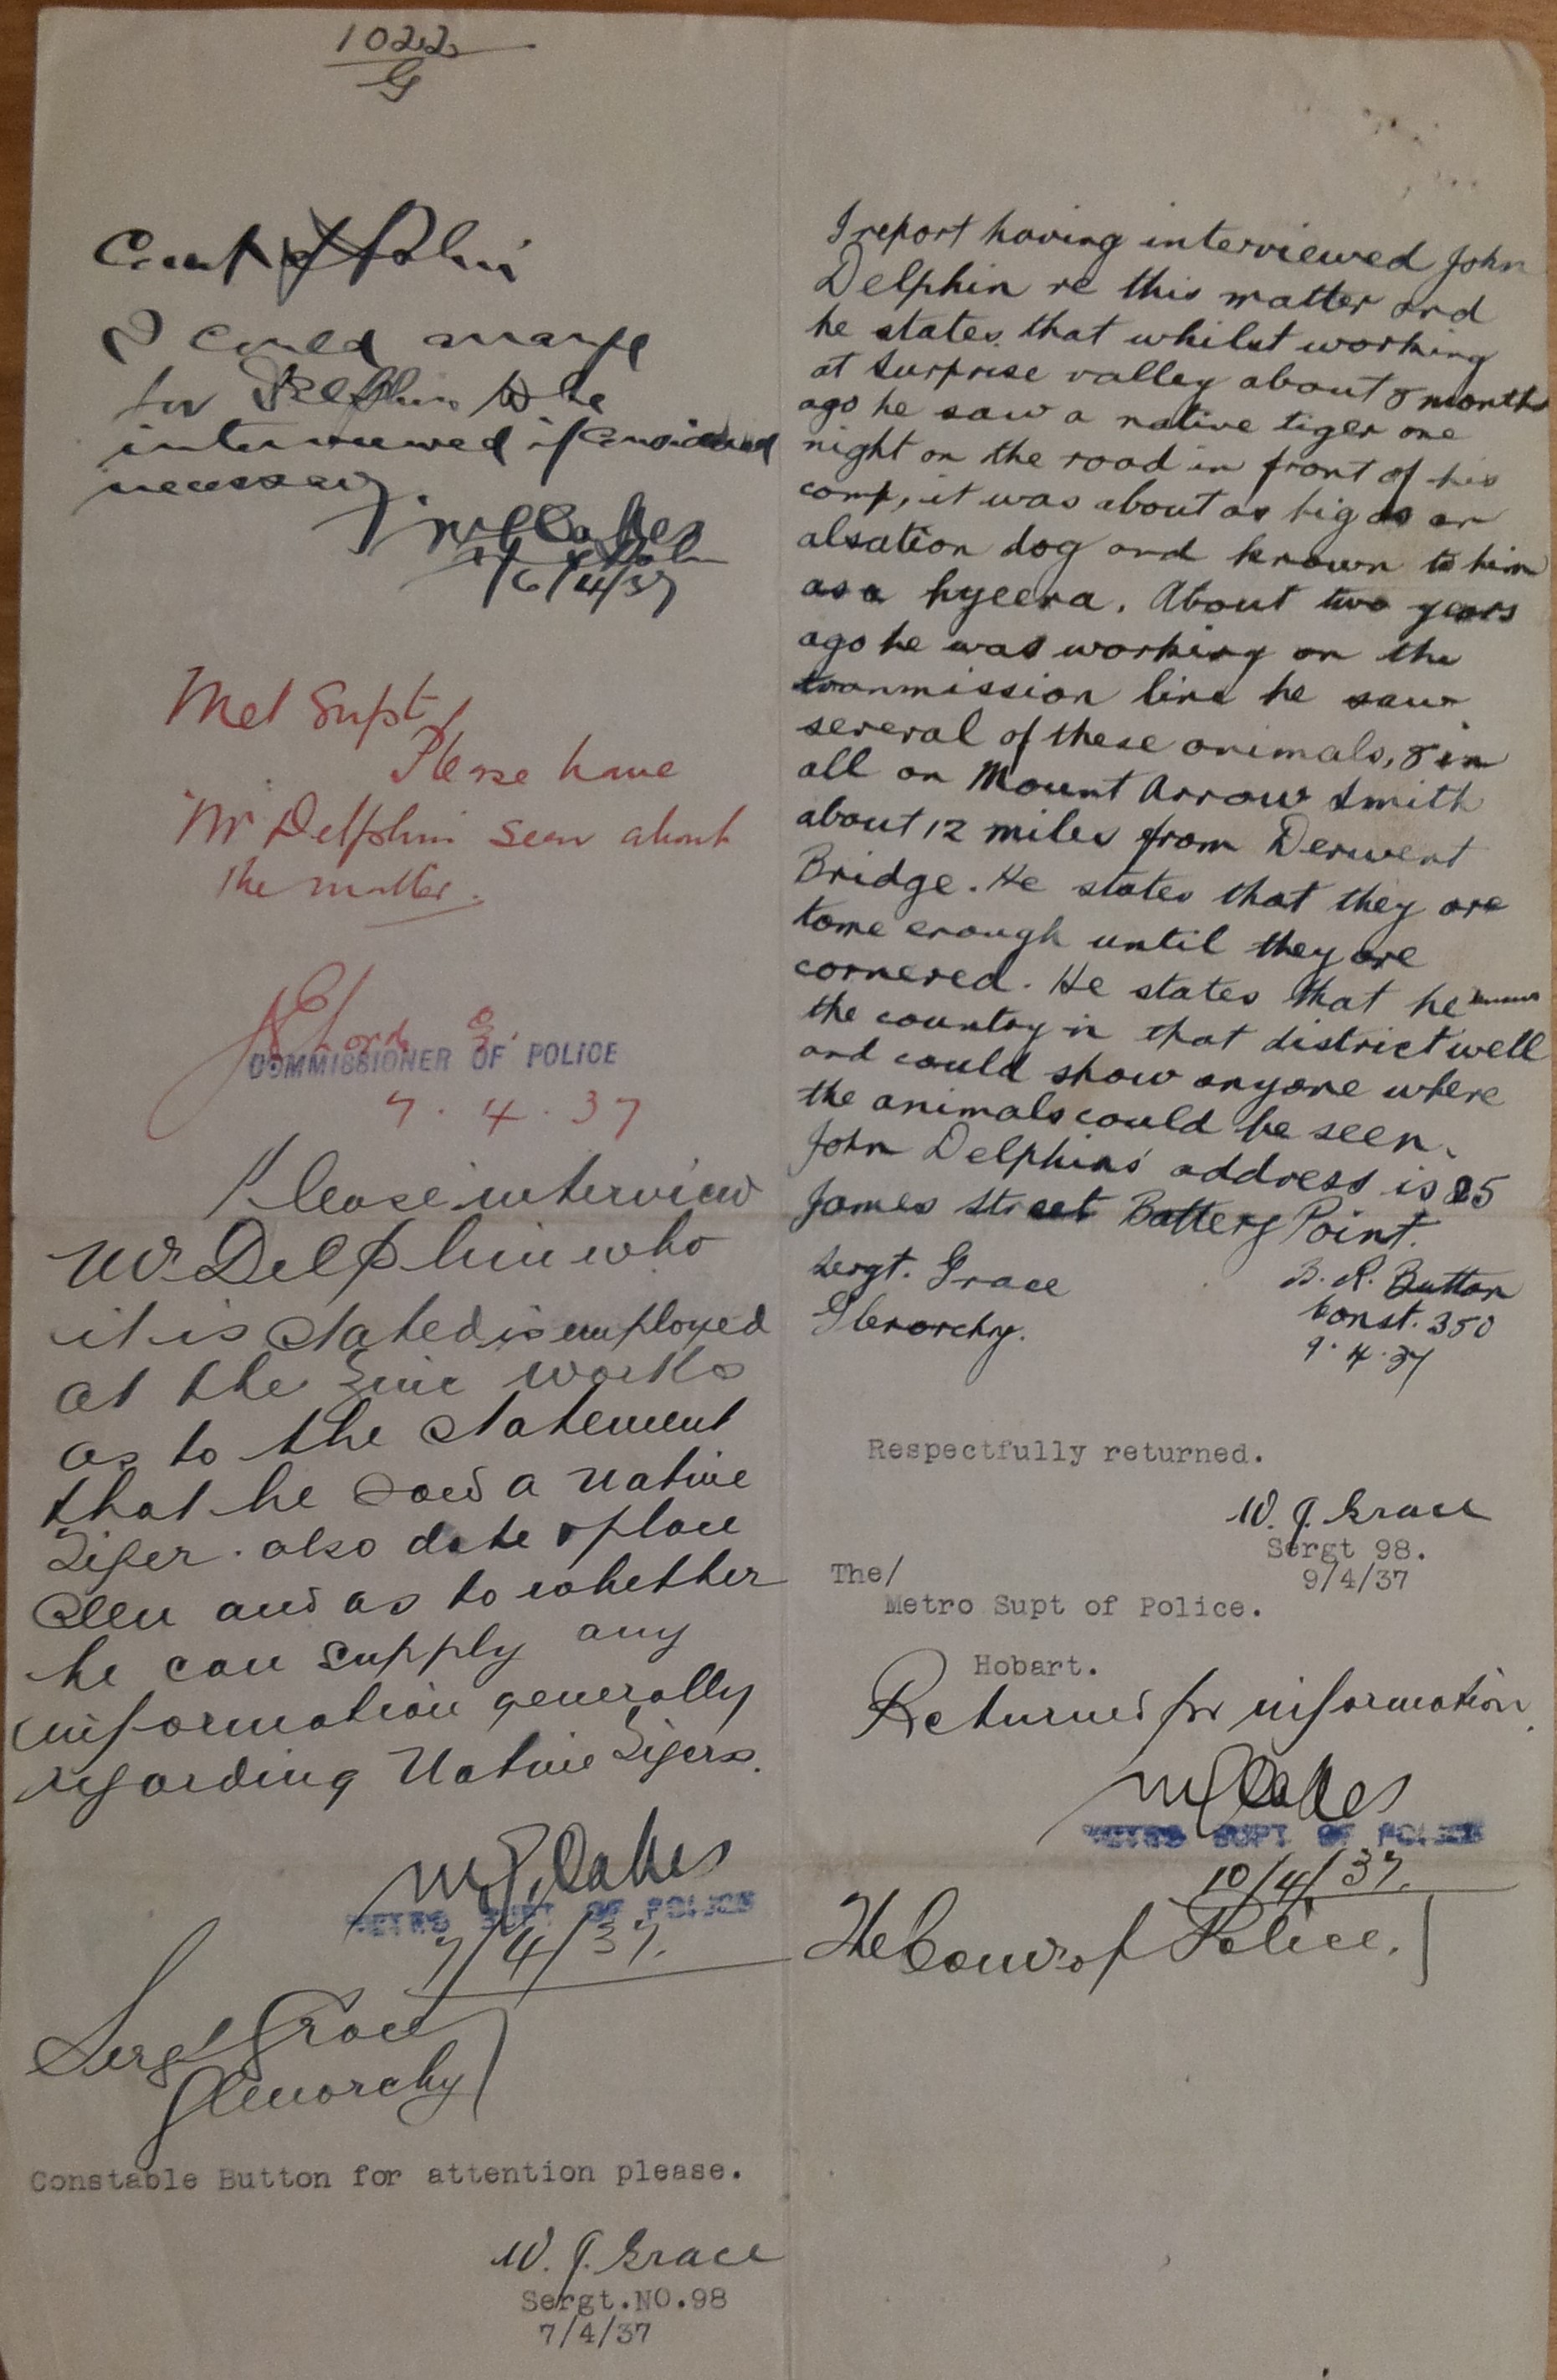 1022
G
Com of Police
I could arrange
for Delphin to be
interviewed if considered
necessary.
6/4/37
Met Supt/
Please have
Mr Delphin seen about
the matter.
JELord
COMMISSIONER OF POLICE
7.4.37
Please interview
Mr Delphin who
it is stated is employed
at the Zinc works
as to the statement
that he saw a native
Tiger. also date & place
seen and as to whether
he can supply any
information generally
regarding Native Tigers.
METRO SUPT OF POLICE
7/4/37.
Sergt Grace
Glenorchy
Constable Button for attention please.
W. J. Grace
Sergt.NO.98
7/4/37
I report having interviewed John
Delphin re this matter and
he states that whilst working
at Surprise valley about 8 months
ago he saw a native tiger one
night on the road in front of his
camp, it was about as big as an
alsation dog and known to him
as a hyeena. About two years
ago he was working on the
tranmission line he saw
several of these animals, 8 in
all on Mount Arrow Smith
about 12 miles from Derwent
Bridge. He states that they are
tame enough until they are
cornered. He states that he knows
the country in that district well
and could show anyone where
the animals could be seen.
John Delphins' address is 25
James Street Battery Point.
Sergt. Grace
Glenorchy.
B. R. Button
Const. 350
9.4.37
Respectfully returned.
W. J. Grace
Sergt 98.
9/4/37
The/
Metro Supt of Police.
Hobart.
Returned for information.
METRO SUPT OF POLICE
10/4/37.
The Com'r of Police.